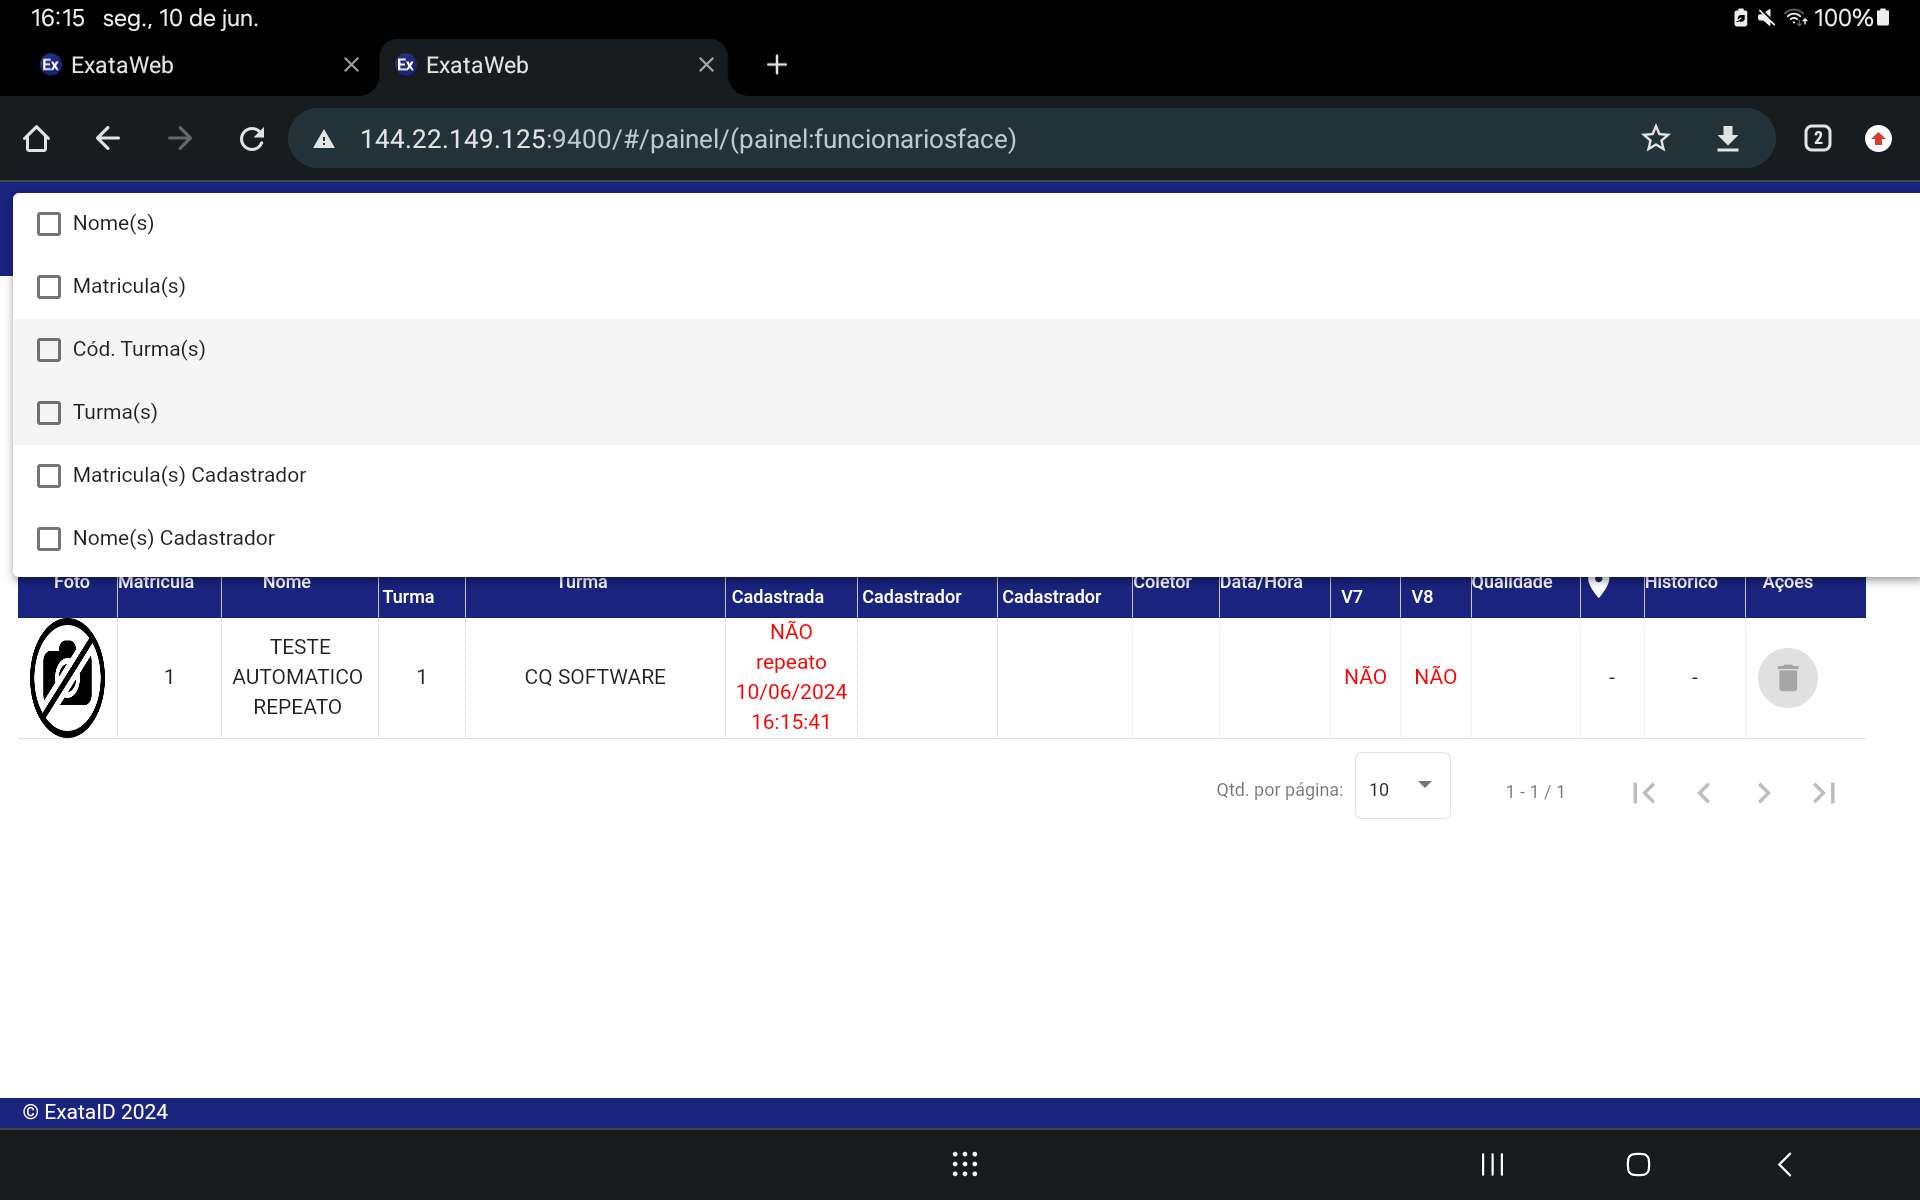 16:15 seg., 10 de jun.
100%
Ex ExataWeb
Ex ExataWeb
144.22.149.125:9400/#/painel/(painel:funcionariosface)
2
Nome(s)
Matricula(s)
Cód. Turma(s)
Turma(s)
Matricula(s) Cadastrador
Nome(s) Cadastrador
Foto Matrícula Nome Turma Turma Cadastrada Cadastrador Cadastrador Coletor Data/Hora V7 V8 Qualidade Histórico Ações
1
TESTE
AUTOMATICO
REPEATO
1
CQ SOFTWARE
NÃO
repeato
10/06/2024
16:15:41
NÃO
NÃO
-
-
Qtd. por página: 10 1 - 1 / 1
© ExataID 2024